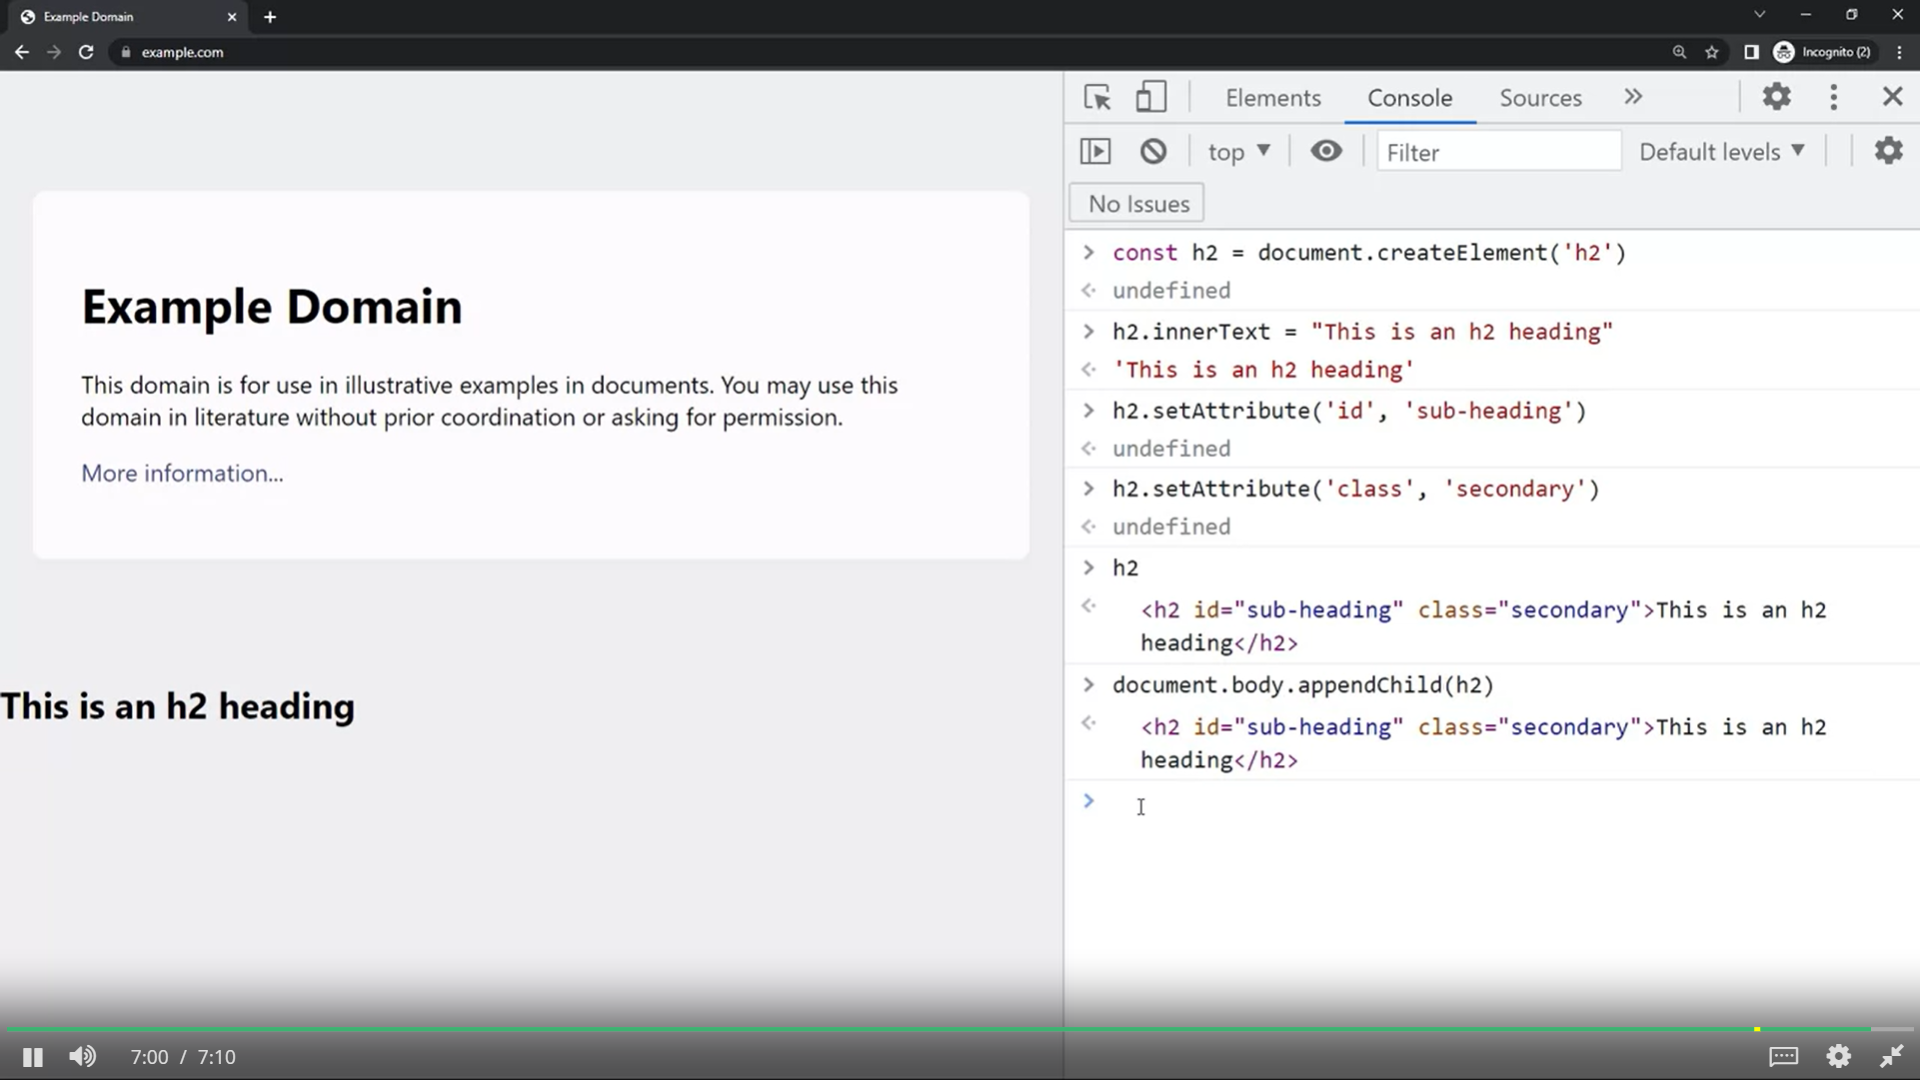 Example Domain
example.com
Incognito (2)
Elements Console Sources
top Filter Default levels
No Issues
Example Domain
This domain is for use in illustrative examples in documents. You may use this
domain in literature without prior coordination or asking for permission.
More information...
This is an h2 heading
const h2 = document.createElement('h2')
undefined
h2.innerText = "This is an h2 heading"
'This is an h2 heading'
h2.setAttribute('id', 'sub-heading')
undefined
h2.setAttribute('class', 'secondary')
undefined
h2
<h2 id="sub-heading" class="secondary">This is an h2
heading</h2>
document.body.appendChild(h2)
<h2 id="sub-heading" class="secondary">This is an h2
heading</h2>
7:00 / 7:10